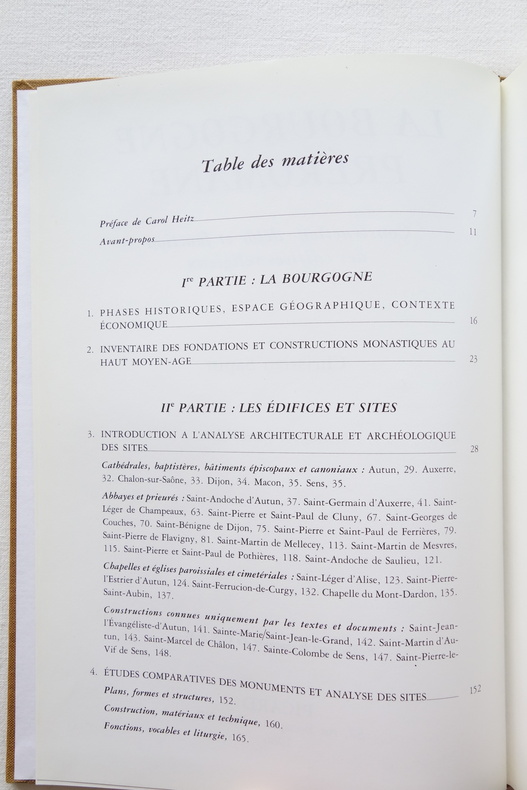 Table des matières
Préface de Carol Heitz 7
Avant-propos 11
Iʳᵉ PARTIE : LA BOURGOGNE
1. PHASES HISTORIQUES, ESPACE GÉOGRAPHIQUE, CONTEXTE
ÉCONOMIQUE 16
2. INVENTAIRE DES FONDATIONS ET CONSTRUCTIONS MONASTIQUES AU
HAUT MOYEN-AGE 23
IIᵉ PARTIE : LES ÉDIFICES ET SITES
3. INTRODUCTION A L'ANALYSE ARCHITECTURALE ET ARCHÉOLOGIQUE
DES SITES 28
Cathédrales, baptistères, bâtiments épiscopaux et canoniaux : Autun, 29. Auxerre,
32. Chalon-sur-Saône, 33. Dijon, 34. Macon, 35. Sens, 35.
Abbayes et prieurés : Saint-Andoche d'Autun, 37. Saint-Germain d'Auxerre, 41. Saint-
Léger de Champeaux, 63. Saint-Pierre et Saint-Paul de Cluny, 67. Saint-Georges de
Couches, 70. Saint-Bénigne de Dijon, 75. Saint-Pierre et Saint-Paul de Ferrières, 79.
Saint-Pierre de Flavigny, 81. Saint-Martin de Mellecey, 113. Saint-Martin de Mesvres,
115. Saint-Pierre et Saint-Paul de Pothières, 118. Saint-Andoche de Saulieu, 121.
Chapelles et églises paroissiales et cimetériales : Saint-Léger d'Alise, 123. Saint-Pierre-
l'Estrier d'Autun, 124. Saint-Ferrucion-de-Curgy, 132. Chapelle du Mont-Dardon, 135.
Saint-Aubin, 137.
Constructions connues uniquement par les textes et documents : Saint-Jean-
l'Évangéliste-d'Autun, 141. Sainte-Marie/Saint-Jean-le-Grand, 142. Saint-Martin d'Au-
tun, 143. Saint-Marcel de Châlon, 147. Sainte-Colombe de Sens, 147. Saint-Pierre-le-
Vif de Sens, 148.
4. ÉTUDES COMPARATIVES DES MONUMENTS ET ANALYSE DES SITES 152
Plans, formes et structures, 152.
Construction, matériaux et technique, 160.
Fonctions, vocables et liturgie, 165.